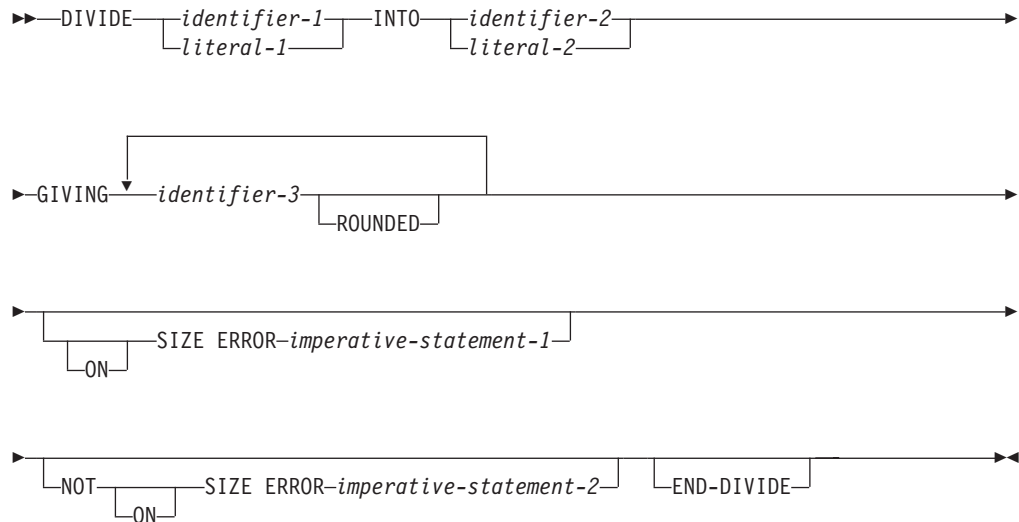 DIVIDE identifier-1 INTO identifier-2
literal-1 literal-2
GIVING identifier-3
ROUNDED
SIZE ERROR imperative-statement-1
ON
NOT SIZE ERROR imperative-statement-2 END-DIVIDE
ON